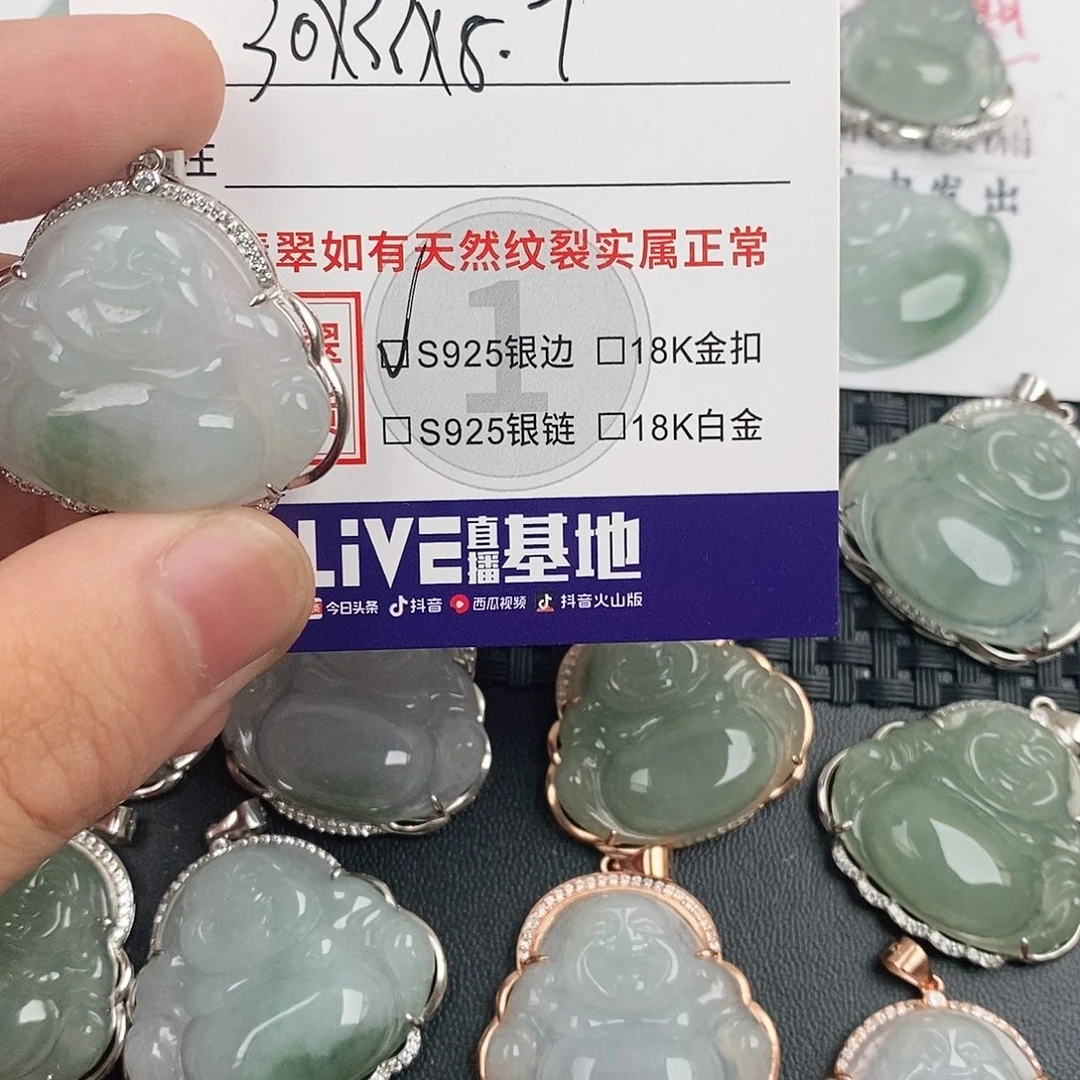 注
翡翠如有天然纹裂实属正常
S925银边 18K金扣
1
S925银链 18K白金
LiVE直播基地
今日头条 抖音 西瓜视频 抖音火山版
出